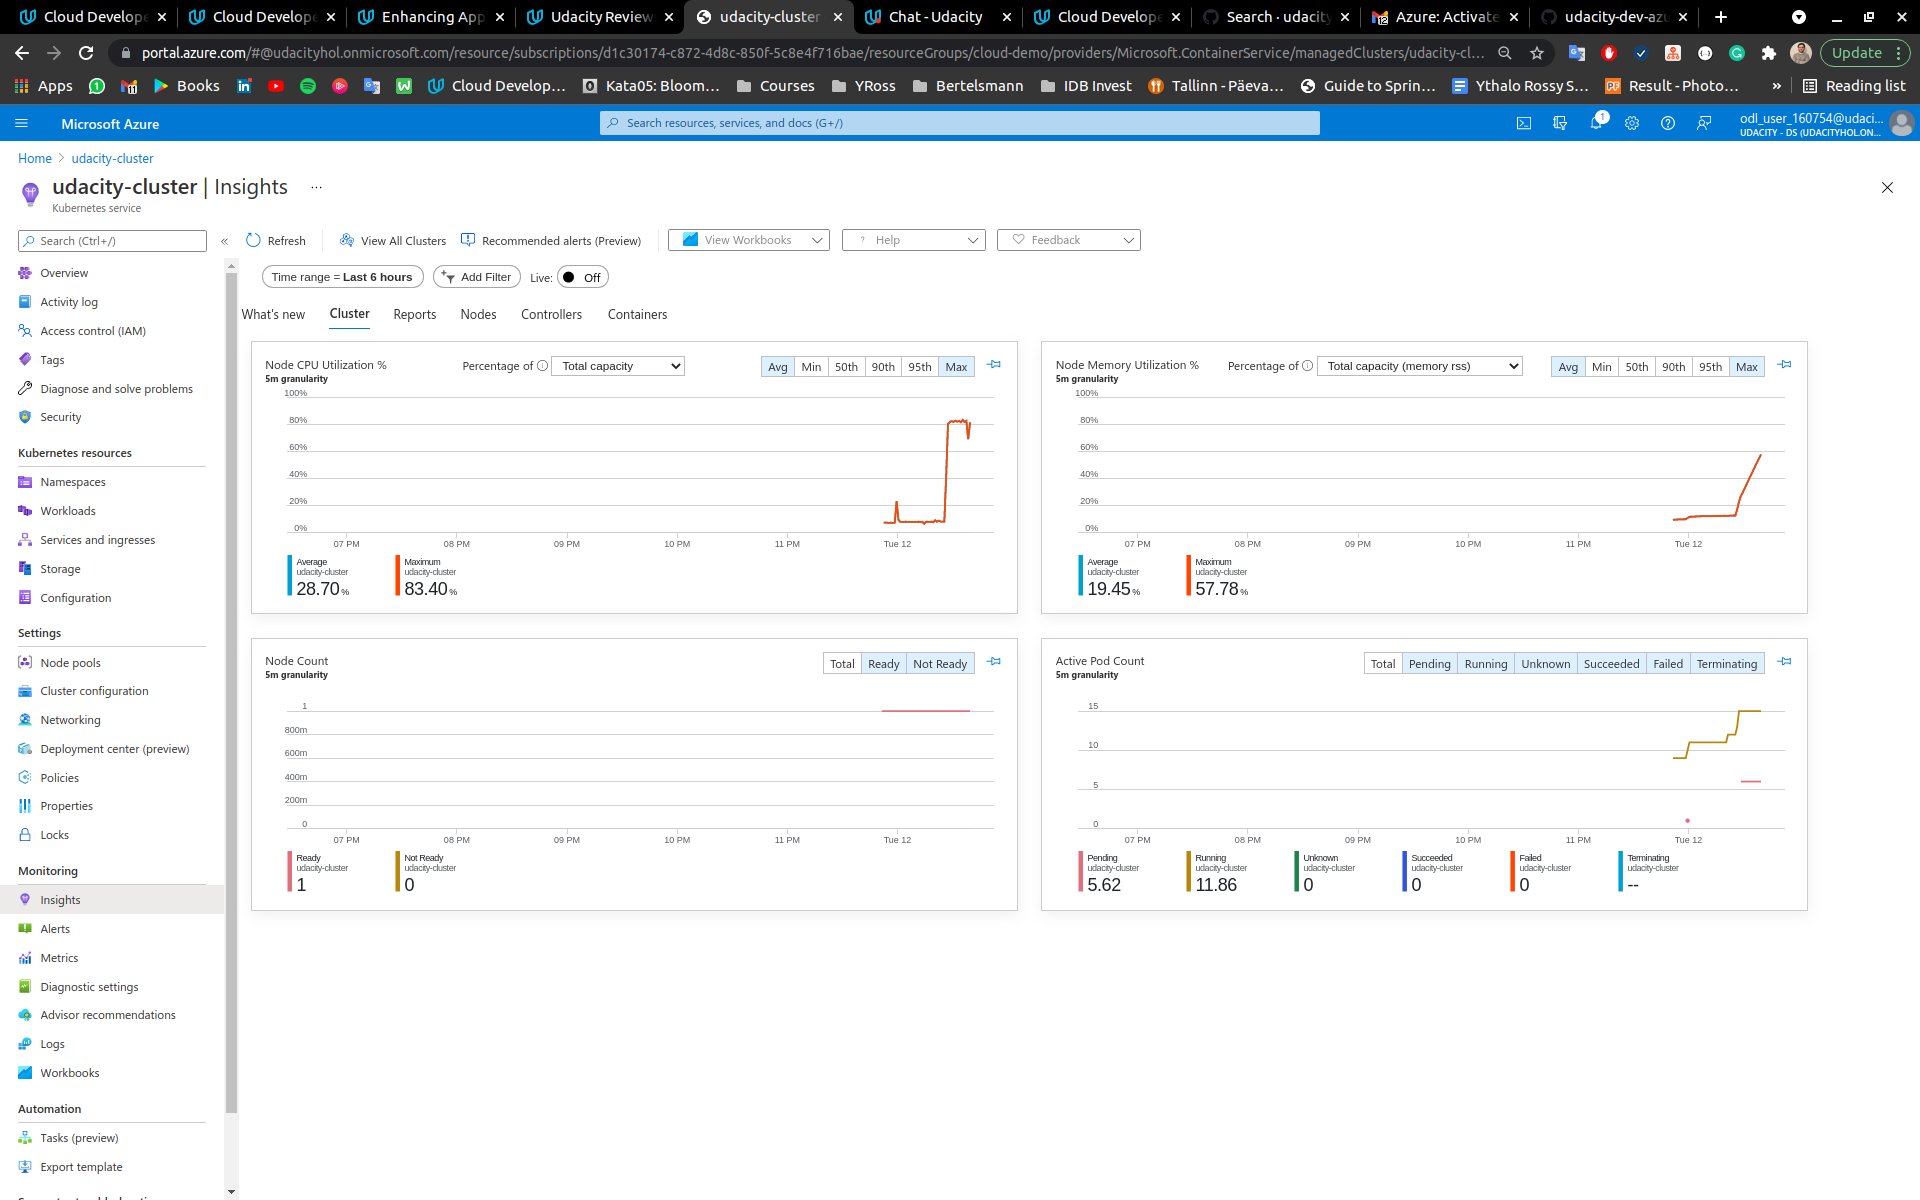 Cloud Develope
Cloud Develope
Enhancing App
Udacity Review
udacity-cluster
Chat - Udacity
Cloud Develope
Search · udacity
Azure: Activate
udacity-dev-azu
portal.azure.com/#@udacityhol.onmicrosoft.com/resource/subscriptions/d1c30174-c872-4d8c-850f-5c8e4f716bae/resourceGroups/cloud-demo/providers/Microsoft.ContainerService/managedClusters/udacity-cl...
Update
Apps
Books
Cloud Develop...
Kata05: Bloom...
Courses
YRoss
Bertelsmann
IDB Invest
Tallinn - Päeva...
Guide to Sprin...
Ythalo Rossy S...
Result - Photo...
»
Reading list
Microsoft Azure
Search resources, services, and docs (G+/)
1
odl_user_160754@udaci...
UDACITY - DS (UDACITYHOL.ON...
Home > udacity-cluster
udacity-cluster | Insights ...
Kubernetes service
Search (Ctrl+/)
«
Refresh
View All Clusters
Recommended alerts (Preview)
View Workbooks
? Help
Feedback
Time range = Last 6 hours
Add Filter
Live: Off
What's new
Cluster
Reports
Nodes
Controllers
Containers
Overview
Activity log
Access control (IAM)
Tags
Diagnose and solve problems
Security
Kubernetes resources
Namespaces
Workloads
Services and ingresses
Storage
Configuration
Settings
Node pools
Cluster configuration
Networking
Deployment center (preview)
Policies
Properties
Locks
Monitoring
Insights
Alerts
Metrics
Diagnostic settings
Advisor recommendations
Logs
Workbooks
Automation
Tasks (preview)
Export template
Node CPU Utilization %
5m granularity
Percentage of
Total capacity
Avg Min 50th 90th 95th Max
100%
80%
60%
40%
20%
0%
07 PM 08 PM 09 PM 10 PM 11 PM Tue 12
Average
udacity-cluster
28.70 %
Maximum
udacity-cluster
83.40 %
Node Memory Utilization %
5m granularity
Percentage of
Total capacity (memory rss)
Avg Min 50th 90th 95th Max
100%
80%
60%
40%
20%
0%
07 PM 08 PM 09 PM 10 PM 11 PM Tue 12
Average
udacity-cluster
19.45 %
Maximum
udacity-cluster
57.78 %
Node Count
5m granularity
Total Ready Not Ready
1
800m
600m
400m
200m
0
07 PM 08 PM 09 PM 10 PM 11 PM Tue 12
Ready
udacity-cluster
1
Not Ready
udacity-cluster
0
Active Pod Count
5m granularity
Total Pending Running Unknown Succeeded Failed Terminating
15
10
5
0
07 PM 08 PM 09 PM 10 PM 11 PM Tue 12
Pending
udacity-cluster
5.62
Running
udacity-cluster
11.86
Unknown
udacity-cluster
0
Succeeded
udacity-cluster
0
Failed
udacity-cluster
0
Terminating
udacity-cluster
--